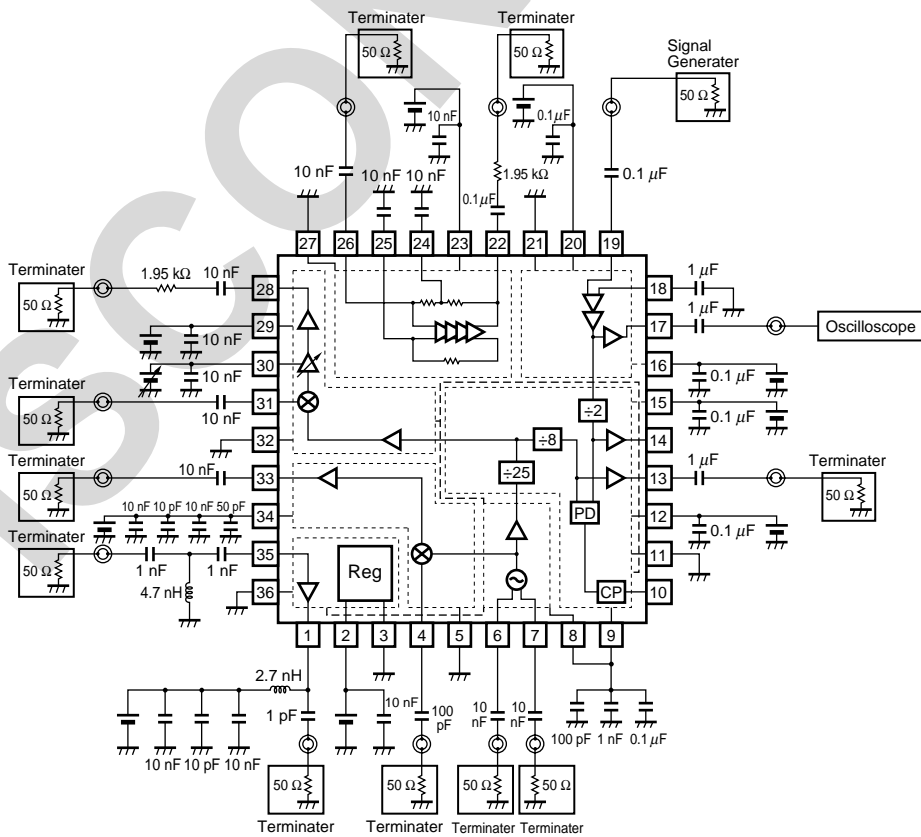 Terminater
50 Ω
Terminater
50 Ω
Signal
Generater
50 Ω
10 nF
0.1 μF
10 nF
10 nF
10 nF
0.1 μF
1.95 kΩ
0.1 μF
27
26
25
24
23
22
21
20
19
Terminater
50 Ω
1.95 kΩ
10 nF
28
10 nF
29
10 nF
30
Terminater
50 Ω
10 nF
31
32
Terminater
50 Ω
10 nF
33
10 nF
10 pF
10 nF
50 pF
34
Terminater
50 Ω
1 nF
1 nF
35
4.7 nH
36
÷2
÷8
÷25
PD
CP
Reg
18
1 μF
17
1 μF
Oscilloscope
16
0.1 μF
15
0.1 μF
14
13
1 μF
Terminater
50 Ω
12
0.1 μF
11
10
1
2
3
4
5
6
7
8
9
2.7 nH
1 pF
10 nF
10 pF
10 nF
10 nF
100
pF
10
nF
10
nF
100 pF
1 nF
0.1 μF
50 Ω
50 Ω
50 Ω
50 Ω
Terminater
Terminater
Terminater
Terminater